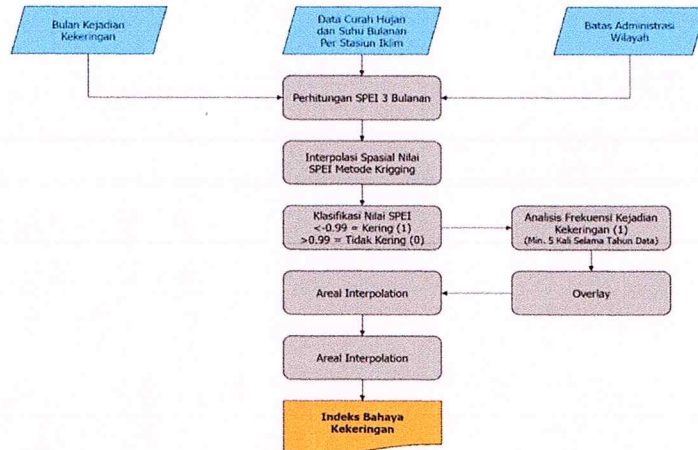 Bulan Kejadian
Kekeringan
Data Curah Hujan
dan Suhu Bulanan
Per Stasiun Iklim
Batas Administrasi
Wilayah
Perhitungan SPEI 3 Bulanan
Interpolasi Spasial Nilai
SPEI Metode Krigging
Klasifikasi Nilai SPEI
<-0.99 = Kering (1)
>0.99 = Tidak Kering (0)
Analisis Frekuensi Kejadian
Kekeringan (1)
(Min. 5 Kali Selama Tahun Data)
Areal Interpolation
Overlay
Areal Interpolation
Indeks Bahaya
Kekeringan